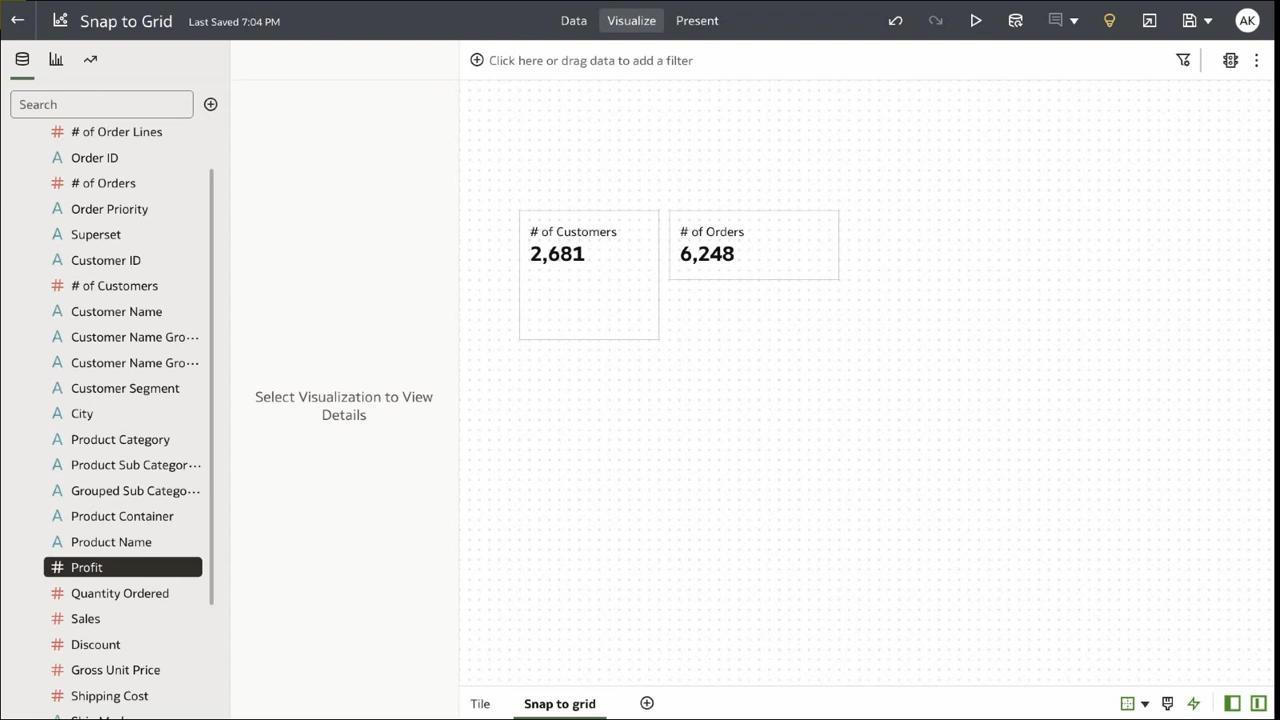 Snap to Grid
Last Saved 7:04 PM
Data
Visualize
Present
AK
Search
Click here or drag data to add a filter
# of Order Lines
Order ID
# of Orders
Order Priority
Superset
Customer ID
# of Customers
Customer Name
Customer Name Gro···
Customer Name Gro···
Customer Segment
City
Product Category
Product Sub Categor···
Grouped Sub Catego···
Product Container
Product Name
Profit
Quantity Ordered
Sales
Discount
Gross Unit Price
Shipping Cost
Select Visualization to View
Details
# of Customers
2,681
# of Orders
6,248
Tile
Snap to grid